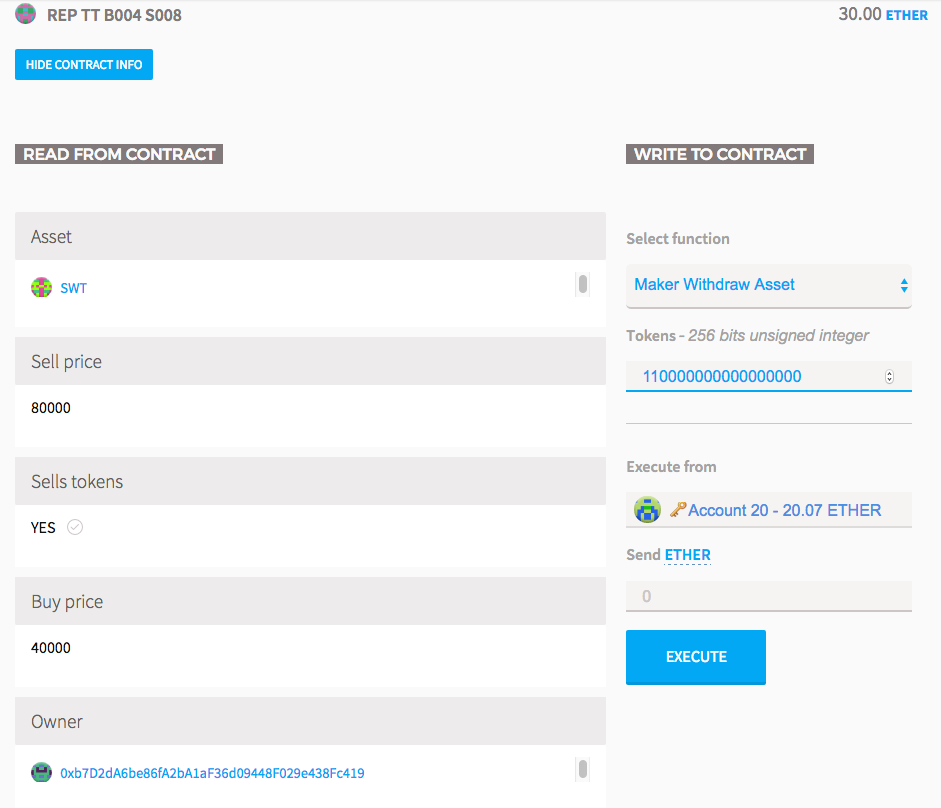 REP TT B004 S008
30.00 ETHER
HIDE CONTRACT INFO
READ FROM CONTRACT
Asset
SWT
Sell price
80000
Sells tokens
YES
Buy price
40000
Owner
0xb7D2dA6be86fA2bA1aF36d09448F029e438Fc419
WRITE TO CONTRACT
Select function
Maker Withdraw Asset
Tokens - 256 bits unsigned integer
110000000000000000
Execute from
Account 20 - 20.07 ETHER
Send ETHER
0
EXECUTE